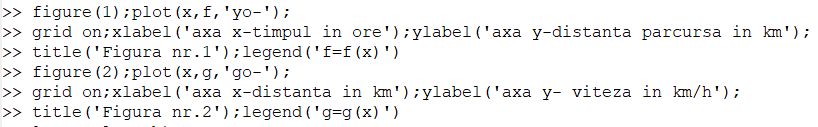 >> figure(1);plot(x,f,'yo-');
>> grid on;xlabel('axa x-timpul in ore');ylabel('axa y-distanta parcursa in km');
>> title('Figura nr.1');legend('f=f(x)')
>> figure(2);plot(x,g,'go-');
>> grid on;xlabel('axa x-distanta in km');ylabel('axa y- viteza in km/h');
>> title('Figura nr.2');legend('g=g(x)')